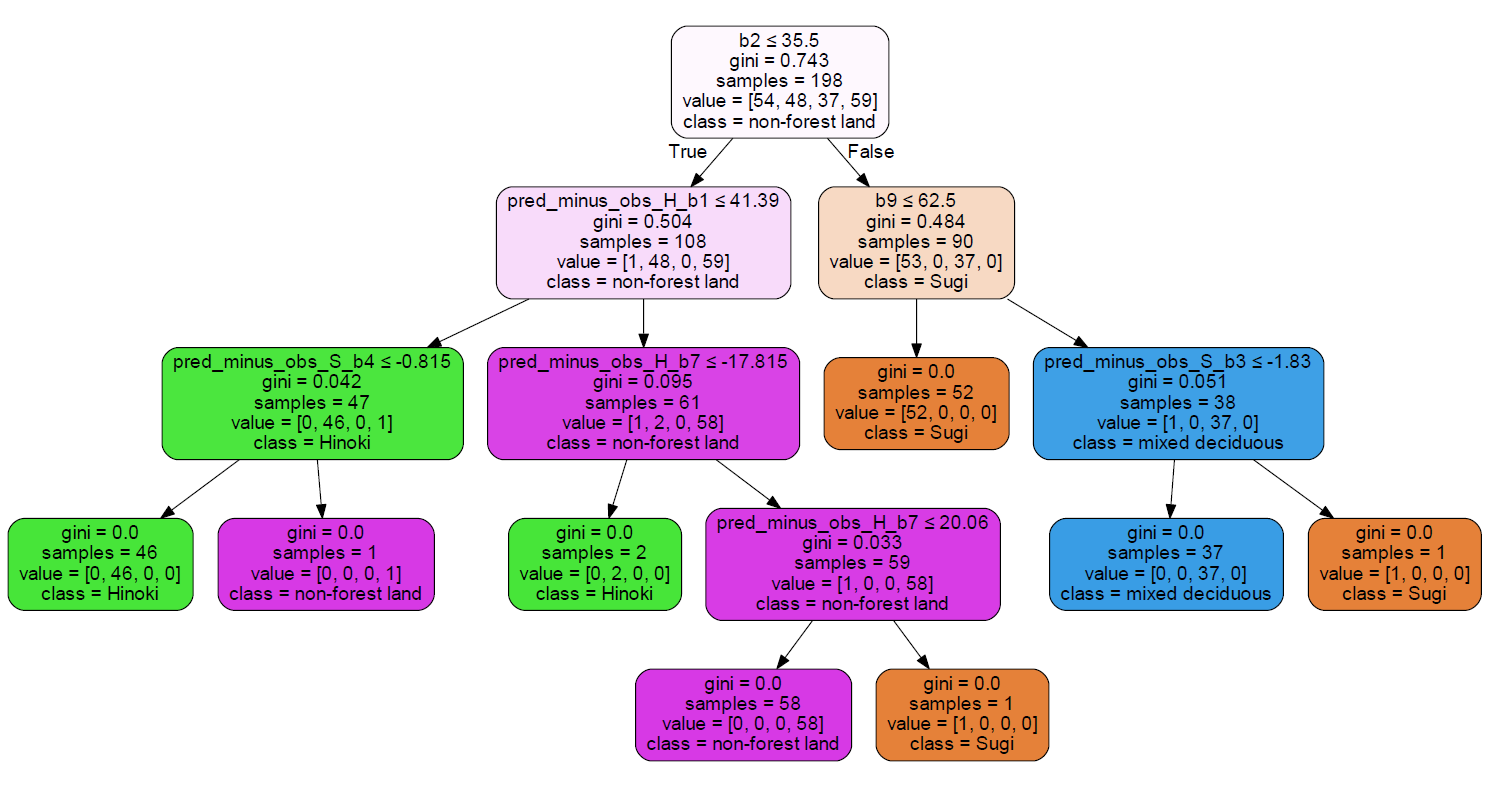 b2 ≤ 35.5
gini = 0.743
samples = 198
value = [54, 48, 37, 59]
class = non-forest land
True
False
pred_minus_obs_H_b1 ≤ 41.39
gini = 0.504
samples = 108
value = [1, 48, 0, 59]
class = non-forest land
b9 ≤ 62.5
gini = 0.484
samples = 90
value = [53, 0, 37, 0]
class = Sugi
pred_minus_obs_S_b4 ≤ -0.815
gini = 0.042
samples = 47
value = [0, 46, 0, 1]
class = Hinoki
pred_minus_obs_H_b7 ≤ -17.815
gini = 0.095
samples = 61
value = [1, 2, 0, 58]
class = non-forest land
gini = 0.0
samples = 52
value = [52, 0, 0, 0]
class = Sugi
pred_minus_obs_S_b3 ≤ -1.83
gini = 0.051
samples = 38
value = [1, 0, 37, 0]
class = mixed deciduous
gini = 0.0
samples = 46
value = [0, 46, 0, 0]
class = Hinoki
gini = 0.0
samples = 1
value = [0, 0, 0, 1]
class = non-forest land
gini = 0.0
samples = 2
value = [0, 2, 0, 0]
class = Hinoki
pred_minus_obs_H_b7 ≤ 20.06
gini = 0.033
samples = 59
value = [1, 0, 0, 58]
class = non-forest land
gini = 0.0
samples = 37
value = [0, 0, 37, 0]
class = mixed deciduous
gini = 0.0
samples = 1
value = [1, 0, 0, 0]
class = Sugi
gini = 0.0
samples = 58
value = [0, 0, 0, 58]
class = non-forest land
gini = 0.0
samples = 1
value = [1, 0, 0, 0]
class = Sugi